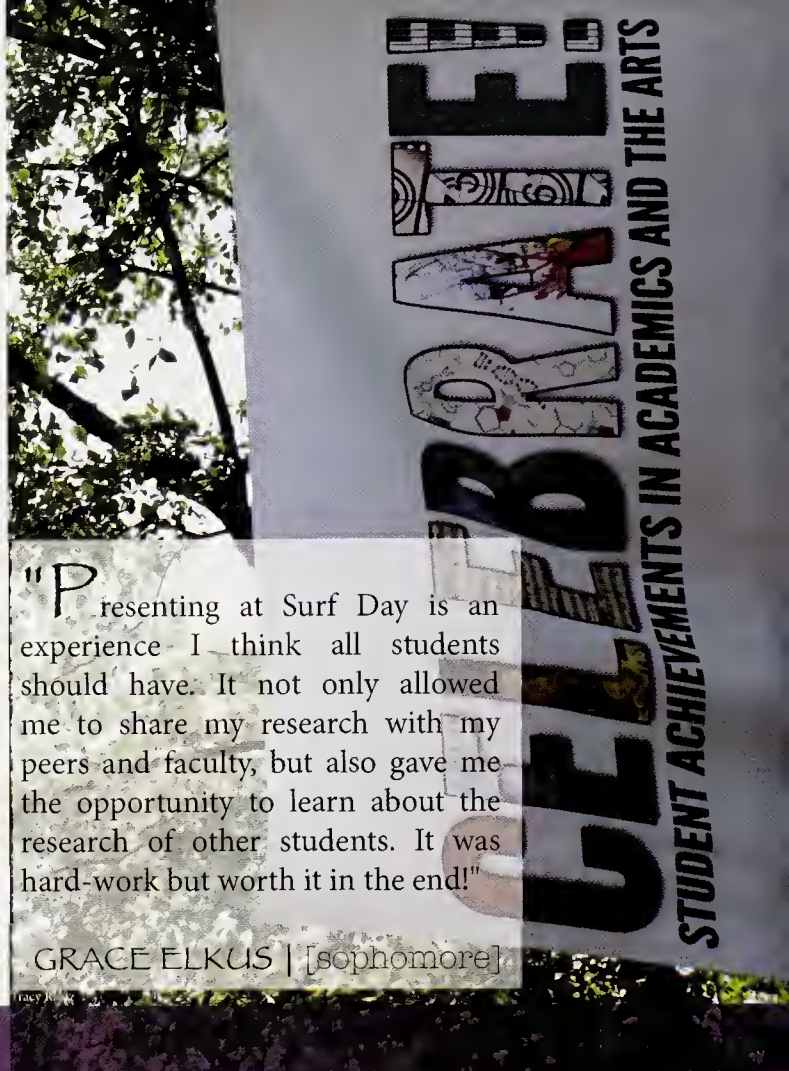 CELEBRATE!
STUDENT ACHIEVEMENTS IN ACADEMICS AND THE ARTS
"Presenting at Surf Day is an
experience I think all students
should have. It not only allowed
me to share my research with my
peers and faculty, but also gave me
the opportunity to learn about the
research of other students. It was
hard-work but worth it in the end!"
GRACE ELKUS | [sophomore]